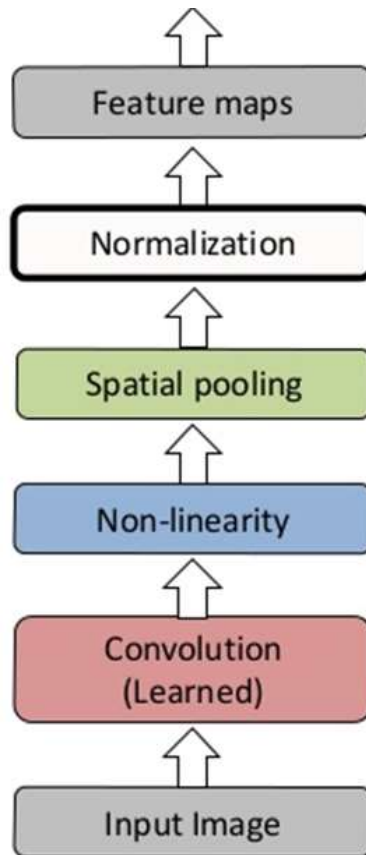 Feature maps
Normalization
Spatial pooling
Non-linearity
Convolution
(Learned)
Input Image